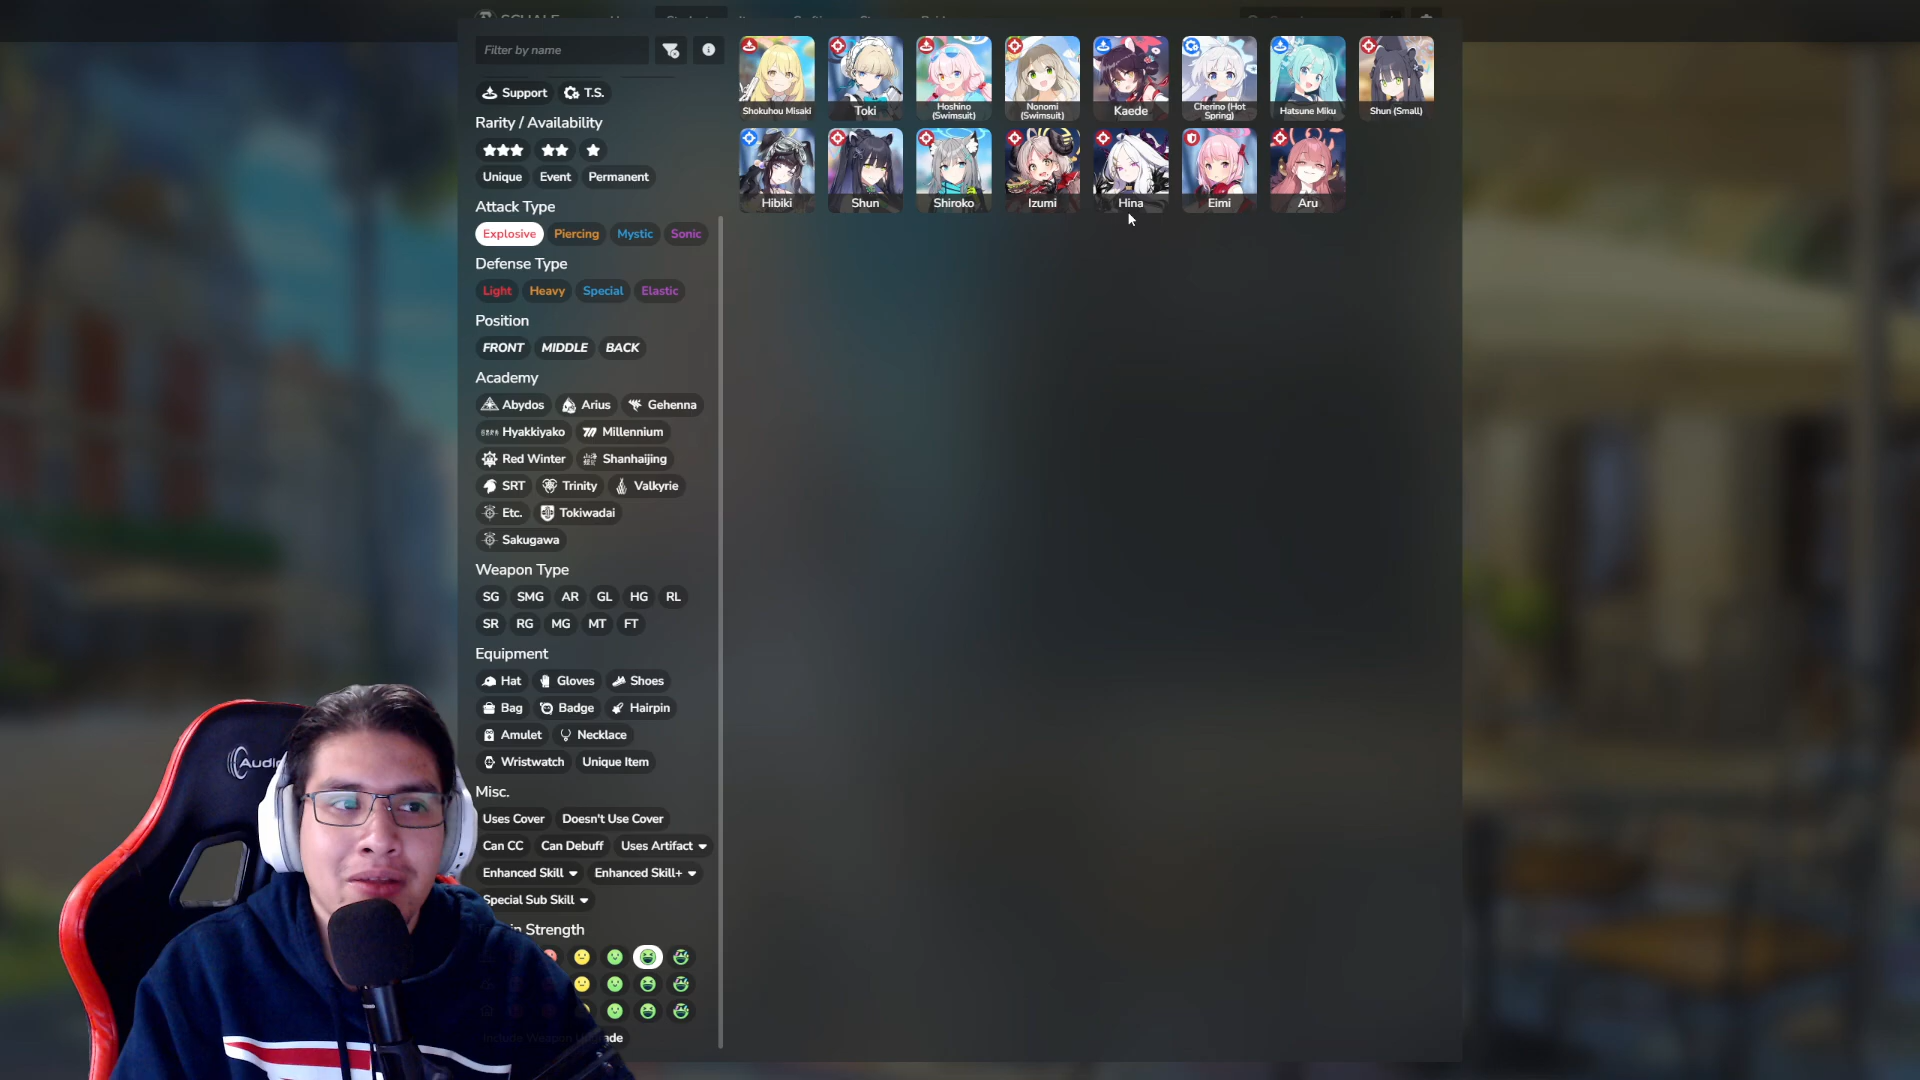 SCHALE
Filter by name
Support T.S.
Rarity / Availability
Unique Event Permanent
Attack Type
Explosive Piercing Mystic Sonic
Defense Type
Light Heavy Special Elastic
Position
FRONT MIDDLE BACK
Academy
Abydos Arius Gehenna
Hyakkiyako Millennium
Red Winter Shanhaijing
SRT Trinity Valkyrie
Etc. Tokiwadai
Sakugawa
Weapon Type
SG SMG AR GL HG RL
SR RG MG MT FT
Equipment
Hat Gloves Shoes
Bag Badge Hairpin
Amulet Necklace
Wristwatch Unique Item
Misc.
Uses Cover Doesn't Use Cover
Can CC Can Debuff Uses Artifact
Enhanced Skill Enhanced Skill+
Special Sub Skill
in Strength
Shokuhou Misaki
Toki
Hoshino (Swimsuit)
Nonomi (Swimsuit)
Kaede
Cherino (Hot Spring)
Hatsune Miku
Shun (Small)
Hibiki
Shun
Shiroko
Izumi
Hina
Eimi
Aru
Audio